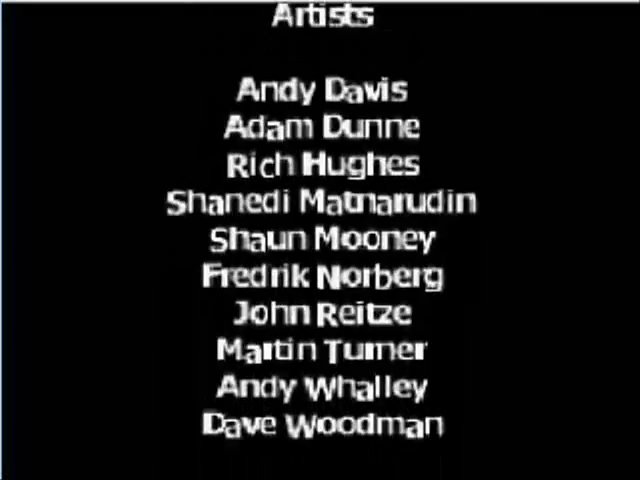 Artists
Andy Davis
Adam Dunne
Rich Hughes
Shanedi Matnarudin
Shaun Mooney
Fredrik Norberg
John Reitze
Martin Turner
Andy Whalley
Dave Woodman